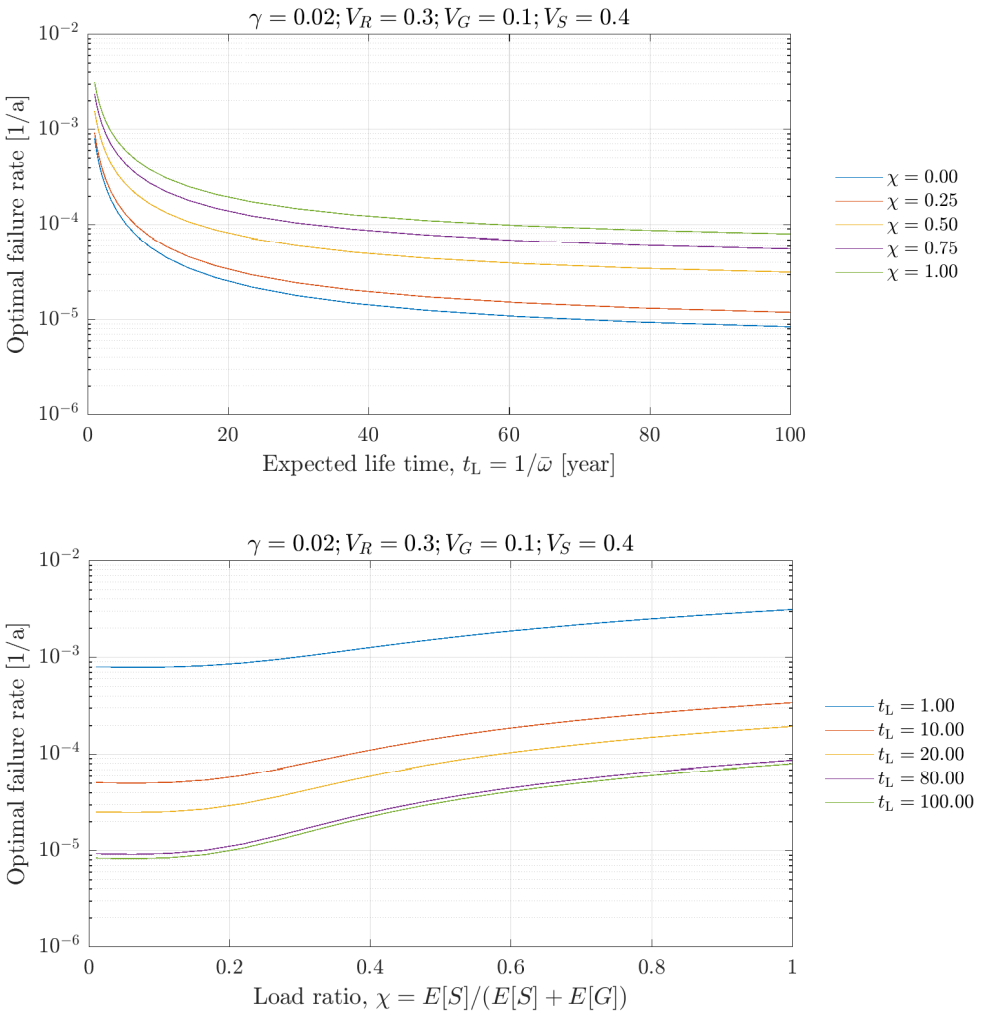 γ = 0.02; V_R = 0.3; V_G = 0.1; V_S = 0.4
Optimal failure rate [1/a]
10^−2
10^−3
10^−4
10^−5
10^−6
0 20 40 60 80 100
Expected life time, t_L = 1/ω̄ [year]
χ = 0.00
χ = 0.25
χ = 0.50
χ = 0.75
χ = 1.00
γ = 0.02; V_R = 0.3; V_G = 0.1; V_S = 0.4
Optimal failure rate [1/a]
10^−2
10^−3
10^−4
10^−5
10^−6
0 0.2 0.4 0.6 0.8 1
Load ratio, χ = E[S]/(E[S] + E[G])
t_L = 1.00
t_L = 10.00
t_L = 20.00
t_L = 80.00
t_L = 100.00